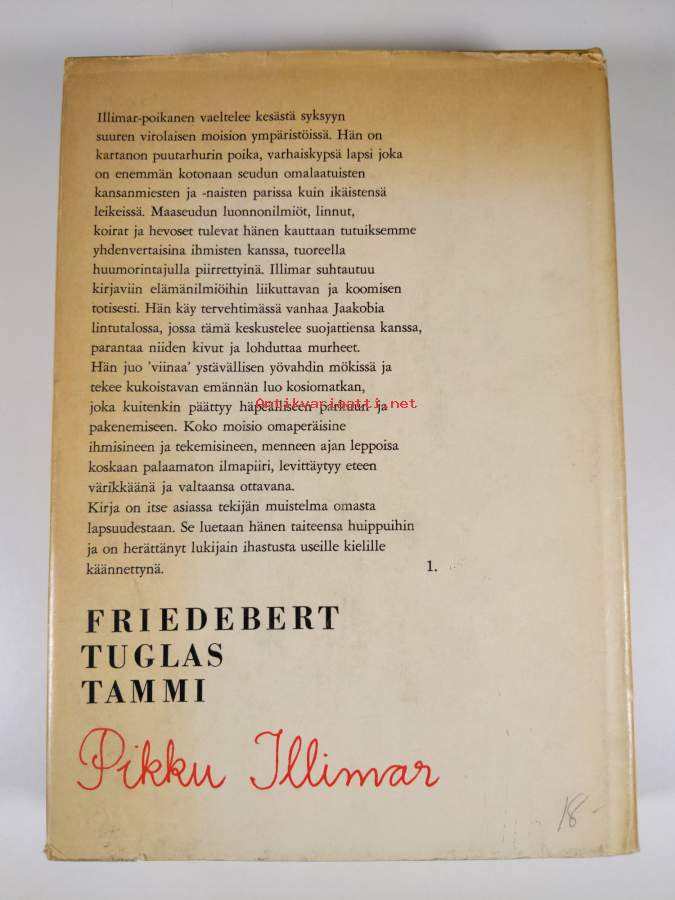 Illimar-poikanen vaeltelee kesästä syksyyn
suuren virolaisen moision ympäristöissä. Hän on
kartanon puutarhurin poika, varhaiskypsä lapsi joka
on enemmän kotonaan seudun omalaatuisten
kansanmiesten ja -naisten parissa kuin ikäistensä
leikeissä. Maaseudun luonnonilmiöt, linnut,
koirat ja hevoset tulevat hänen kauttaan tutuiksemme
yhdenvertaisina ihmisten kanssa, tuoreella
huumorintajulla piirrettyinä. Illimar suhtautuu
kirjaviin elämänilmiöihin liikuttavan ja koomisen
totisesti. Hän käy tervehtimässä vanhaa Jaakobia
lintutalossa, jossa tämä keskustelee suojattiensa kanssa,
parantaa niiden kivut ja lohduttaa murheet.
Hän juo 'viinaa' ystävällisen yövahdin mökissä ja
tekee kukoistavan emännän luo kosiomatkan,
Antikvariaatti.net
joka kuitenkin päättyy häpeälliseen parkuun ja
pakenemiseen. Koko moisio omaperäisine
ihmisineen ja tekemisineen, menneen ajan leppoisa
koskaan palaamaton ilmapiiri, levittäytyy eteen
värikkäänä ja valtaansa ottavana.
Kirja on itse asiassa tekijän muistelma omasta
lapsuudestaan. Se luetaan hänen taiteensa huippuihin
ja on herättänyt lukijain ihastusta useille kielille
käännettynä. 1.
FRIEDEBERT
TUGLAS
TAMMI
Pikku Illimar
18-